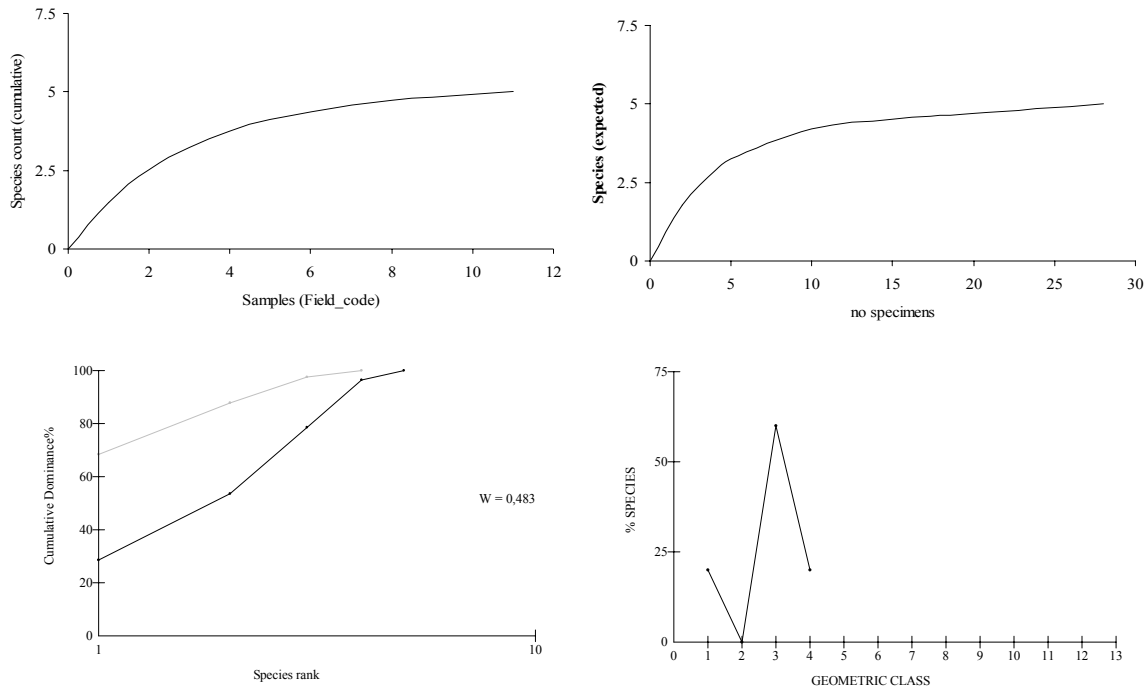 7.5
5
2.5
0
Species count (cumulative)
0 2 4 6 8 10 12
Samples (Field_code)
7.5
5
2.5
0
Species (expected)
0 5 10 15 20 25 30
no specimens
100
80
60
40
20
0
Cumulative Dominance%
W = 0,483
1 10
Species rank
75
50
25
0
% SPECIES
0 1 2 3 4 5 6 7 8 9 10 11 12 13
GEOMETRIC CLASS